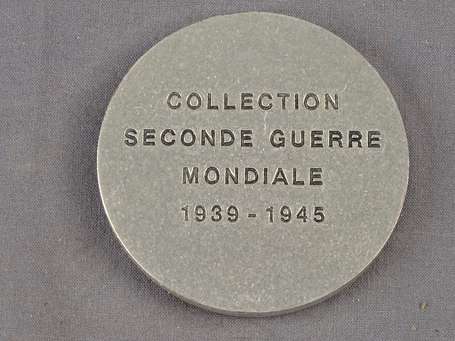 COLLECTION
SECONDE GUERRE
MONDIALE
1939 - 1945